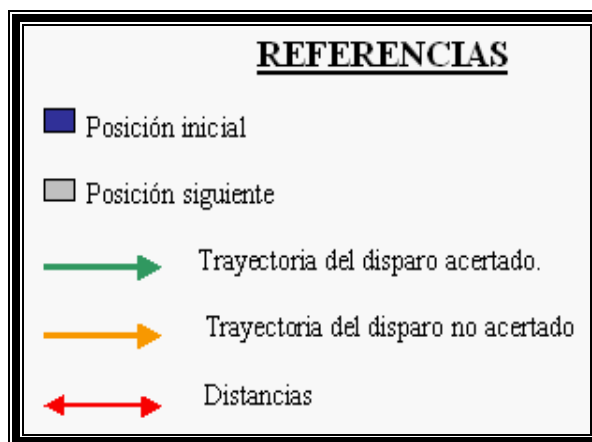 REFERENCIAS
Posición inicial
Posición siguiente
Trayectoria del disparo acertado.
Trayectoria del disparo no acertado
Distancias